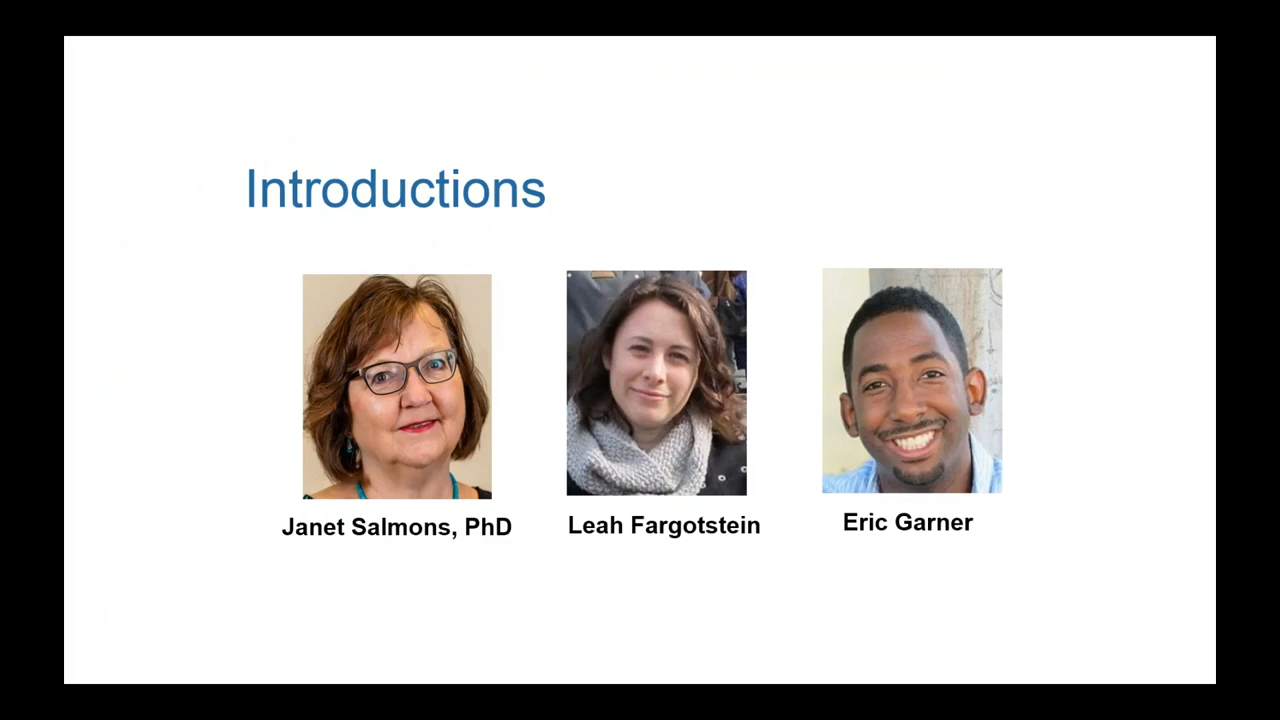 Introductions
Janet Salmons, PhD
Leah Fargotstein
Eric Garner